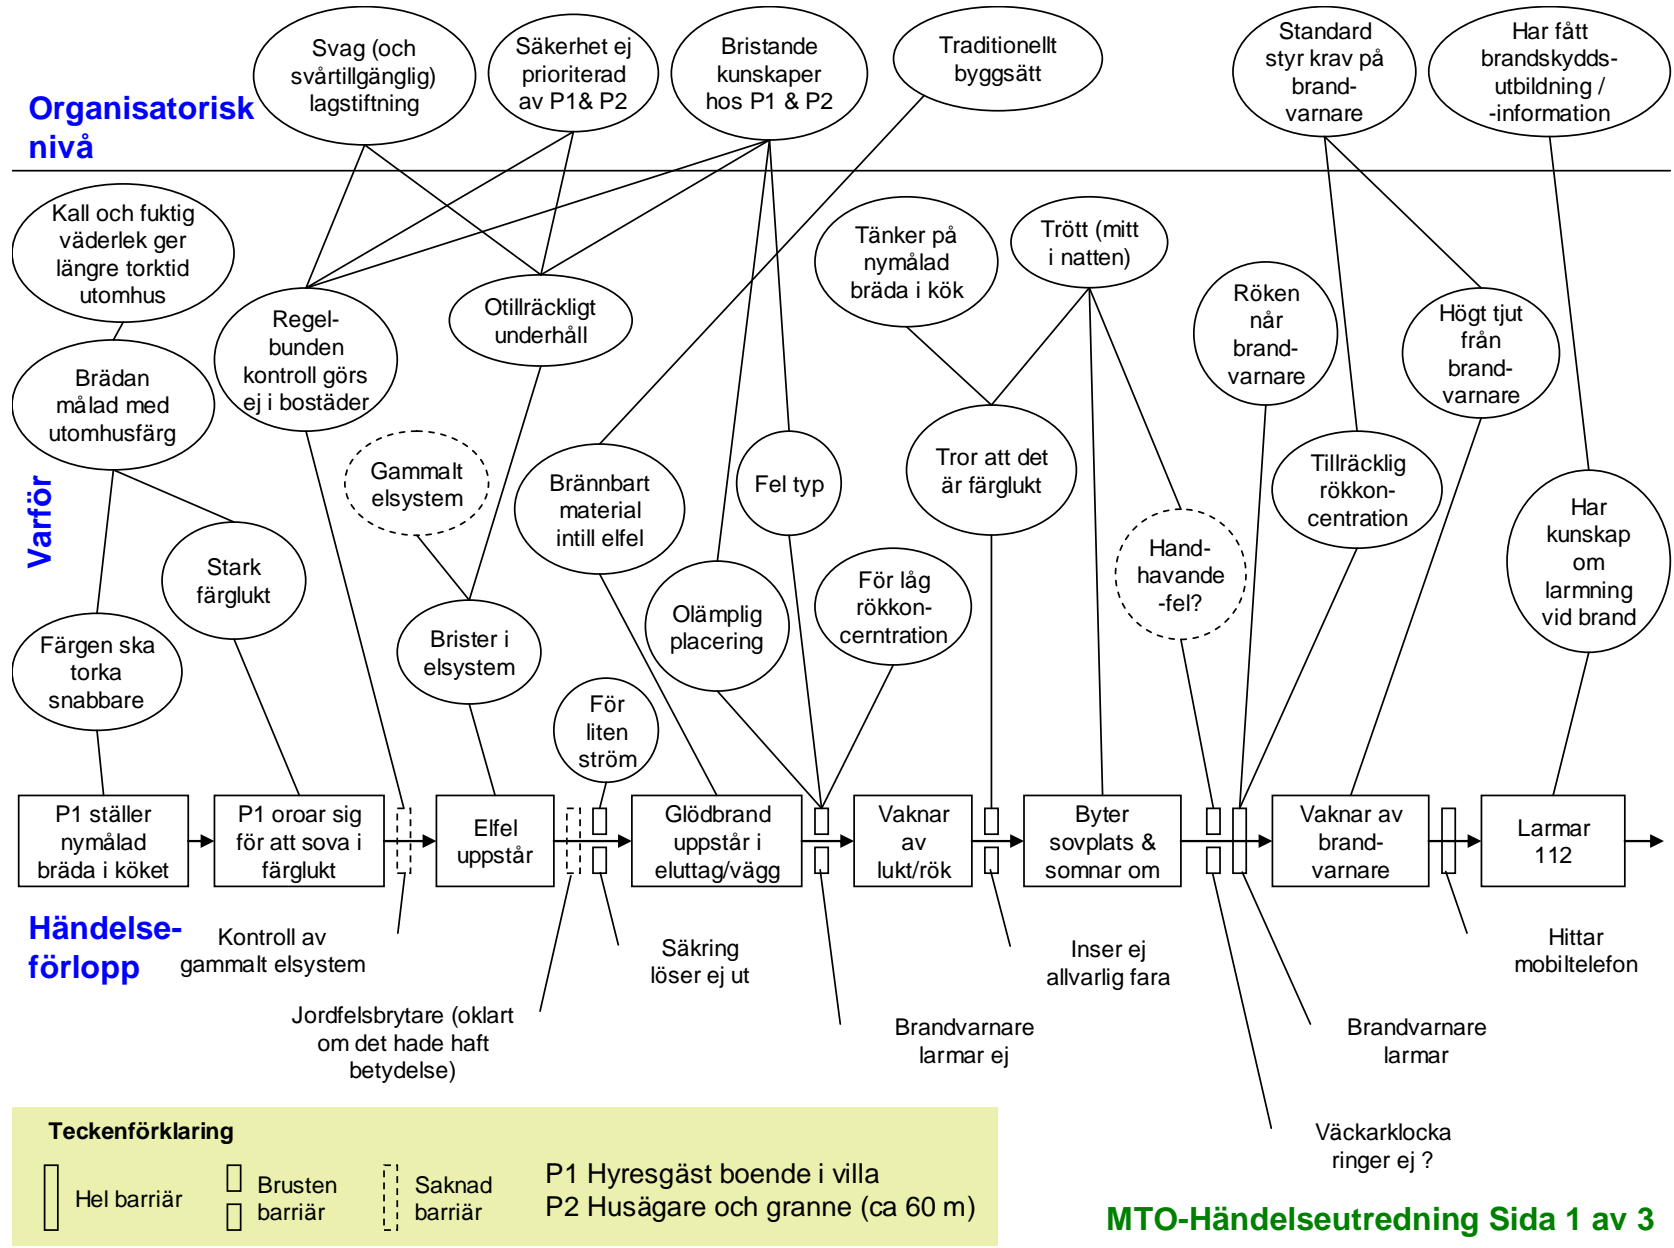 Svag (och
svårtillgänglig)
lagstiftning
Säkerhet ej
prioriterad
av P1& P2
Bristande
kunskaper
hos P1 & P2
Traditionellt
byggsätt
Standard
styr krav på
brand-
varnare
Har fått
brandskydds-
utbildning /
-information
Organisatorisk
nivå
Kall och fuktig
väderlek ger
längre torktid
utomhus
Brädan
målad med
utomhusfärg
Regel-
bunden
kontroll görs
ej i bostäder
Otillräckligt
underhåll
Tänker på
nymålad
bräda i kök
Trött (mitt
i natten)
Röken
når
brand-
varnare
Högt tjut
från
brand-
varnare
Varför
Gammalt
elsystem
Brännbart
material
intill elfel
Fel typ
Tror att det
är färglukt
Tillräcklig
rökkon-
centration
Stark
färglukt
Färgen ska
torka
snabbare
Brister i
elsystem
För
liten
ström
Olämplig
placering
För låg
rökkon-
cerntration
Hand-
havande
-fel?
Har
kunskap
om
larmning
vid brand
P1 ställer
nymålad
bräda i köket
P1 oroar sig
för att sova i
färglukt
Elfel
uppstår
Glödbrand
uppstår i
eluttag/vägg
Vaknar
av
lukt/rök
Byter
sovplats &
somnar om
Vaknar av
brand-
varnare
Larmar
112
Händelse-
förlopp
Kontroll av
gammalt elsystem
Jordfelsbrytare (oklart
om det hade haft
betydelse)
Säkring
löser ej ut
Brandvarnare
larmar ej
Inser ej
allvarlig fara
Väckarklocka
ringer ej ?
Brandvarnare
larmar
Hittar
mobiltelefon
Teckenförklaring
Hel barriär
Brusten
barriär
Saknad
barriär
P1 Hyresgäst boende i villa
P2 Husägare och granne (ca 60 m)
MTO-Händelseutredning Sida 1 av 3